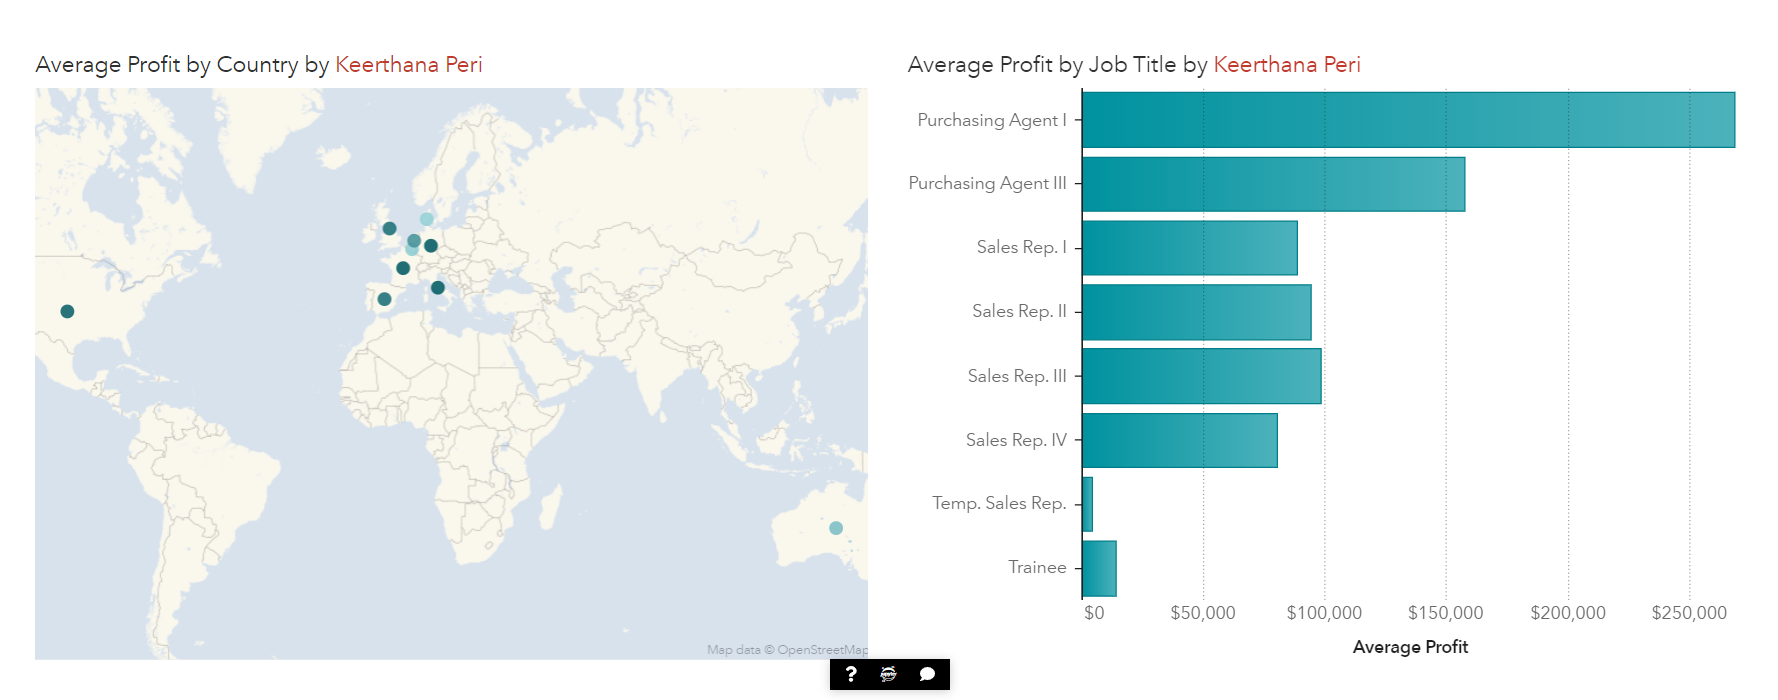 Average Profit by Country by Keerthana Peri
Map data © OpenStreetMap
Average Profit by Job Title by Keerthana Peri
Purchasing Agent I
Purchasing Agent III
Sales Rep. I
Sales Rep. II
Sales Rep. III
Sales Rep. IV
Temp. Sales Rep.
Trainee
$0 $50,000 $100,000 $150,000 $200,000 $250,000
Average Profit
?